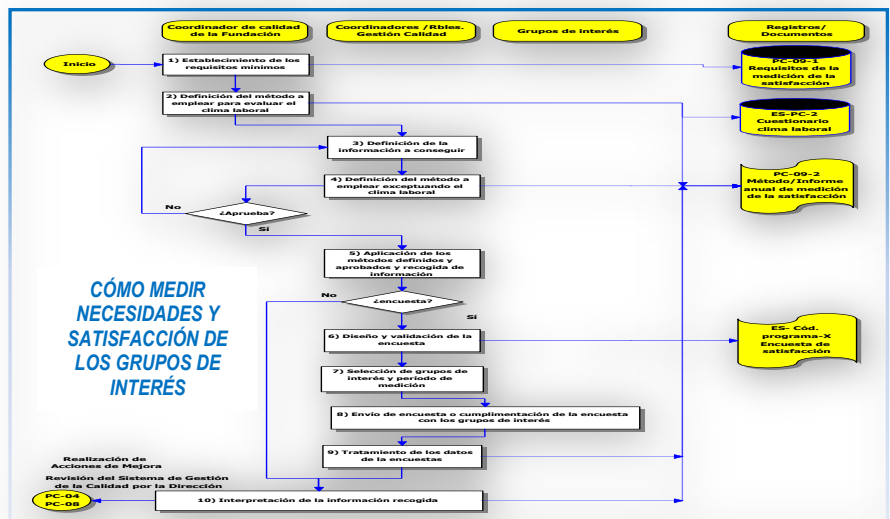 Coordinador de calidad
de la Fundación
Coordinadores /Rbles.
Gestión Calidad
Grupos de interés
Registros/
Documentos
Inicio
1) Establecimiento de los
requisitos mínimos
PC-09-1
Requisitos de la
medición de la
satisfacción
2) Definición del método a
emplear para evaluar el
clima laboral
ES-PC-2
Cuestionario
clima laboral
3) Definición de la
información a conseguir
4) Definición del método a
emplear exceptuando el
clima laboral
PC-09-2
Método/Informe
anual de medición
de la satisfacción
No
¿Aprueba?
Sí
5) Aplicación de los
métodos definidos y
aprobados y recogida de
información
CÓMO MEDIR
NECESIDADES Y
SATISFACCIÓN DE
LOS GRUPOS DE
INTERÉS
No
¿encuesta?
Sí
6) Diseño y validación de la
encuesta
ES- Cód.
programa-X
Encuesta de
satisfacción
7) Selección de grupos de
interés y periodo de
medición
8) Envío de encuesta o cumplimentación de la encuesta
con los grupos de interés
9) Tratamiento de los datos
de la encuestas
Realización de
Acciones de Mejora
Revisión del Sistema de Gestión
de la Calidad por la Dirección
PC-04
PC-08
10) Interpretación de la información recogida